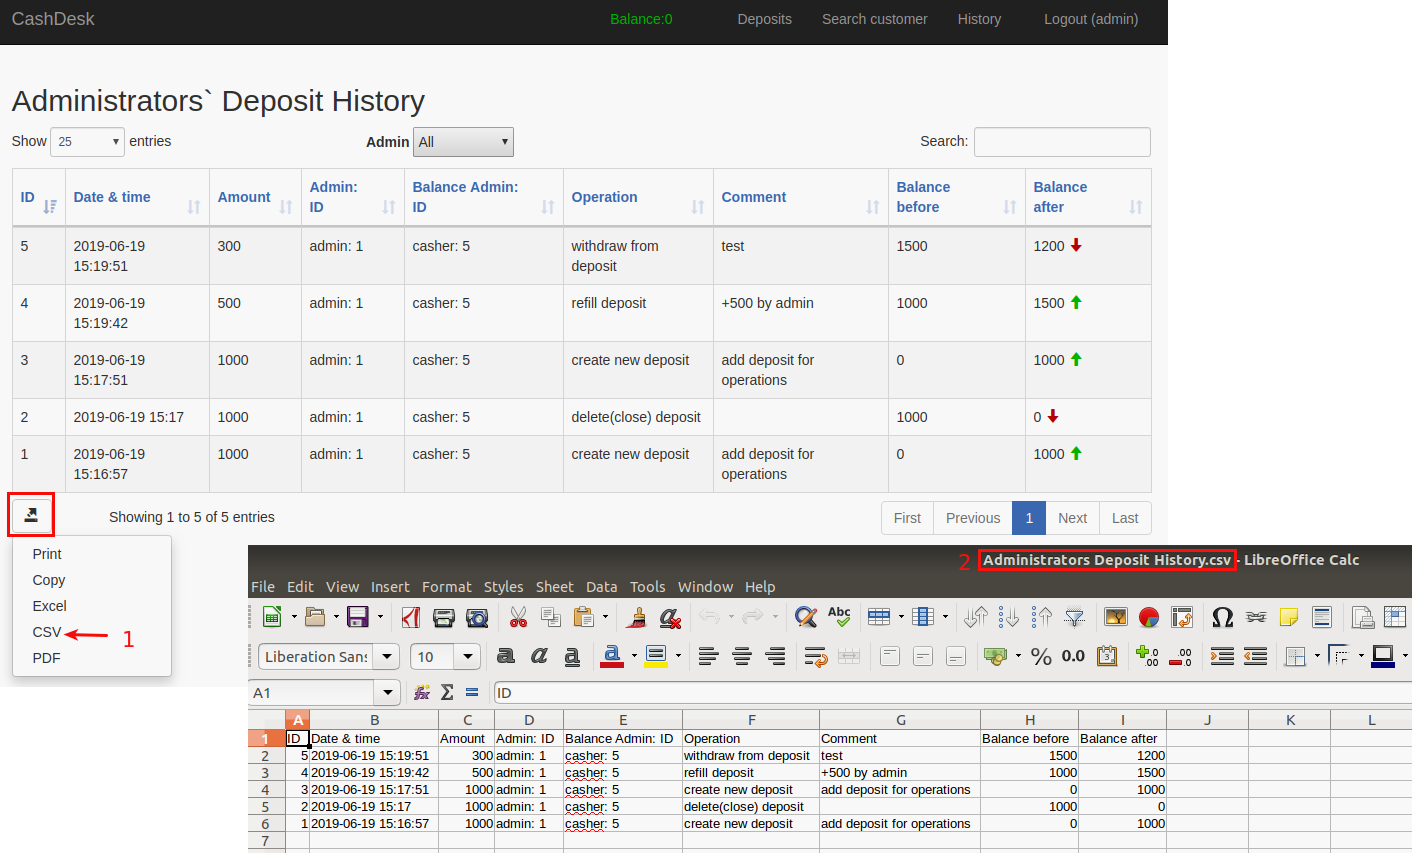 CashDesk Balance:0 Deposits Search customer History Logout (admin)
Administrators` Deposit History
Show 25 entries Admin All Search:
ID Date & time Amount Admin: ID Balance Admin: ID Operation Comment Balance before Balance after
5 2019-06-19 15:19:51 300 admin: 1 casher: 5 withdraw from deposit test 1500 1200
4 2019-06-19 15:19:42 500 admin: 1 casher: 5 refill deposit +500 by admin 1000 1500
3 2019-06-19 15:17:51 1000 admin: 1 casher: 5 create new deposit add deposit for operations 0 1000
2 2019-06-19 15:17 1000 admin: 1 casher: 5 delete(close) deposit 1000 0
1 2019-06-19 15:16:57 1000 admin: 1 casher: 5 create new deposit add deposit for operations 0 1000
Showing 1 to 5 of 5 entries First Previous 1 Next Last
Print
Copy
Excel
CSV 1
PDF
2 Administrators Deposit History.csv - LibreOffice Calc
File Edit View Insert Format Styles Sheet Data Tools Window Help
Abc
Liberation Sans 10 a a a a % 0.0 0.00 0.00
A1 fx Σ = ID
A B C D E F G H I J K L
1 ID Date & time Amount Admin: ID Balance Admin: ID Operation Comment Balance before Balance after
2 5 2019-06-19 15:19:51 300 admin: 1 casher: 5 withdraw from deposit test 1500 1200
3 4 2019-06-19 15:19:42 500 admin: 1 casher: 5 refill deposit +500 by admin 1000 1500
4 3 2019-06-19 15:17:51 1000 admin: 1 casher: 5 create new deposit add deposit for operations 0 1000
5 2 2019-06-19 15:17 1000 admin: 1 casher: 5 delete(close) deposit 1000 0
6 1 2019-06-19 15:16:57 1000 admin: 1 casher: 5 create new deposit add deposit for operations 0 1000
7